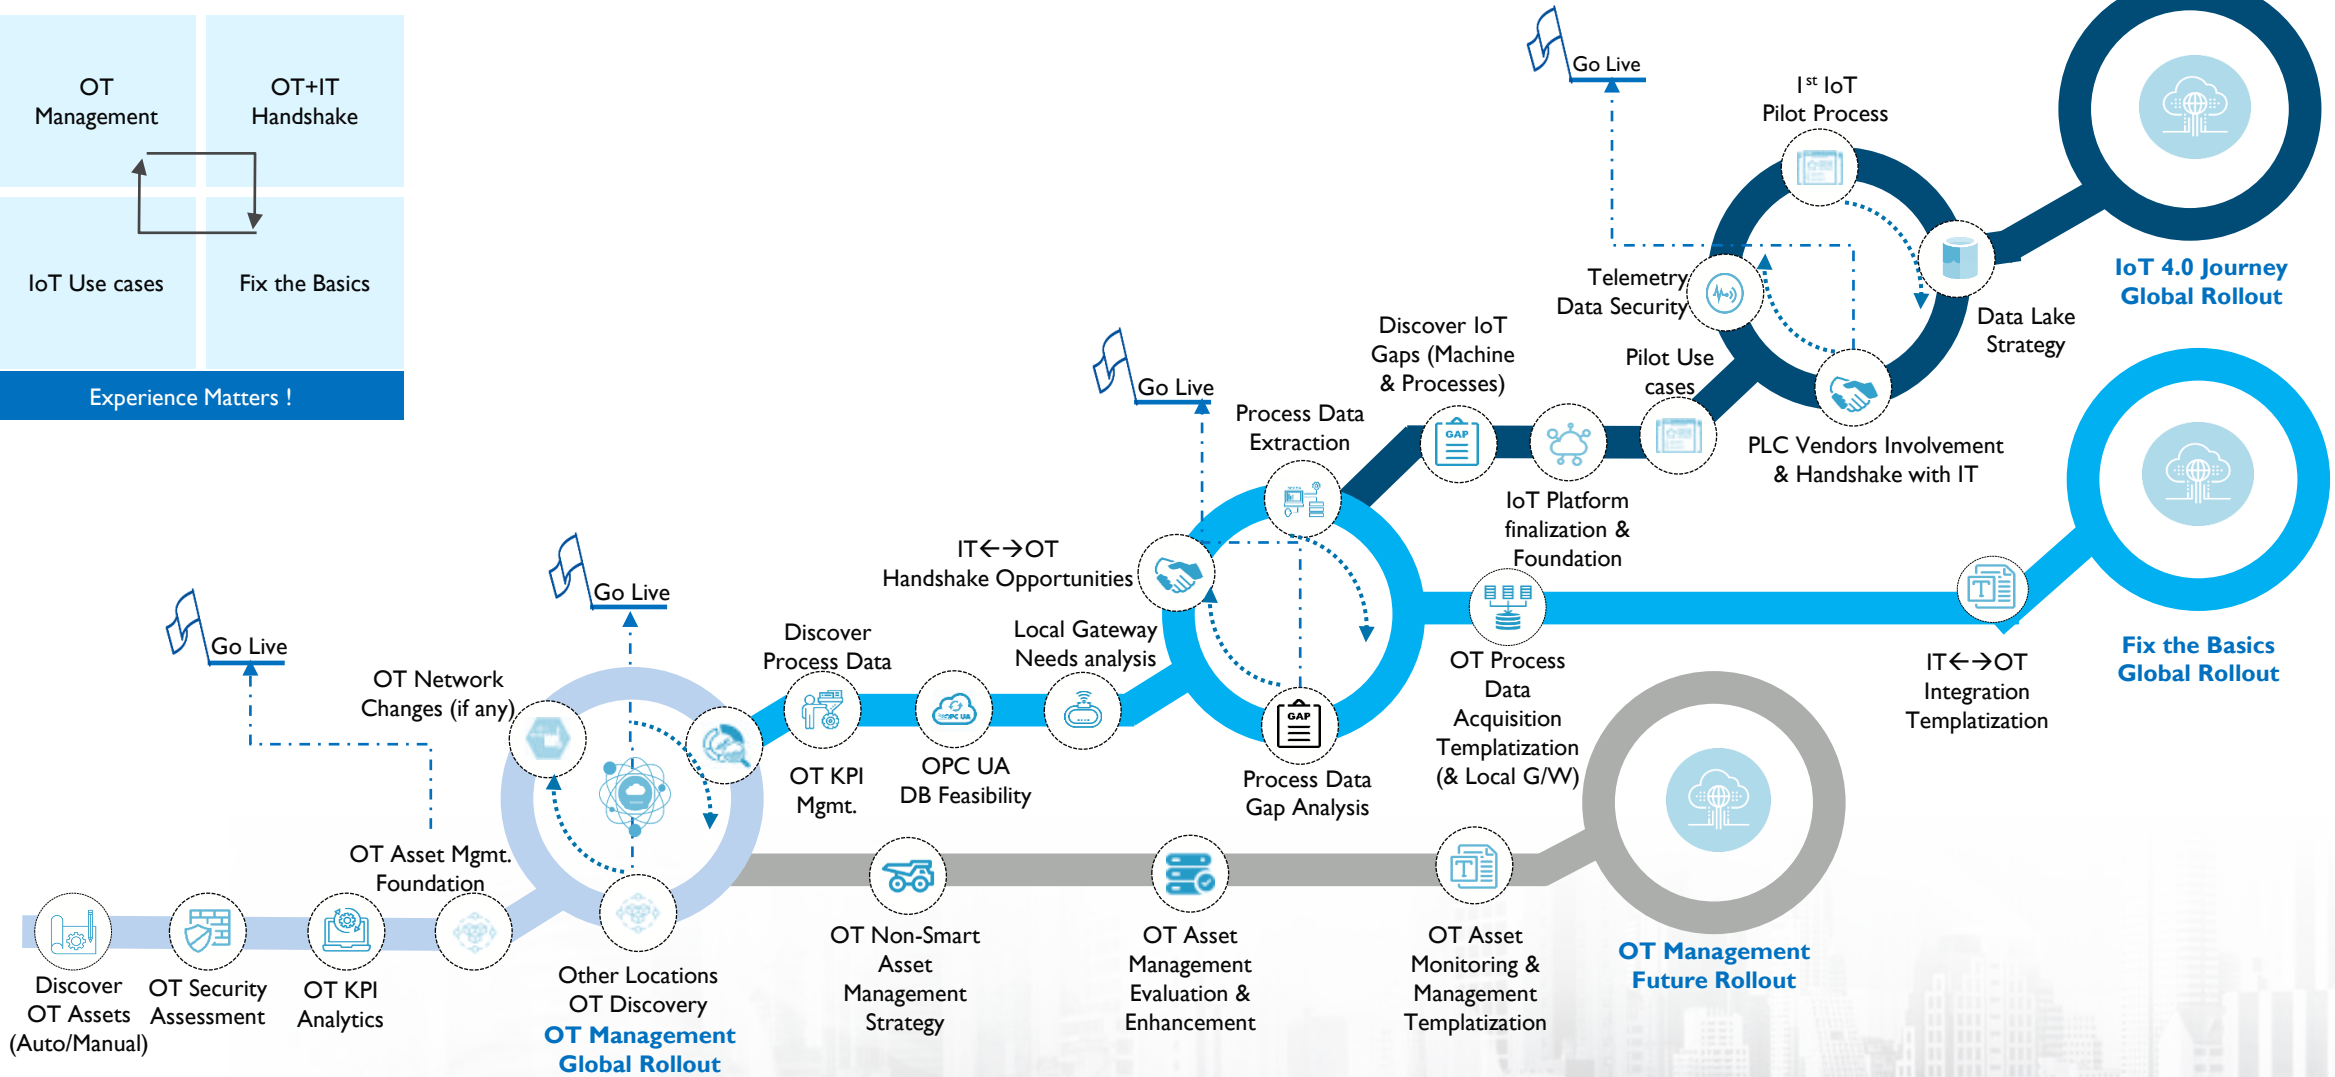 OT
Management
OT+IT
Handshake
IoT Use cases
Fix the Basics
Experience Matters !
Go Live
1st IoT
Pilot Process
Telemetry
Data Security
Data Lake
Strategy
IoT 4.0 Journey
Global Rollout
Discover IoT
Gaps (Machine
& Processes)
GAP
Pilot Use
cases
PLC Vendors Involvement
& Handshake with IT
IoT Platform
finalization &
Foundation
Go Live
Process Data
Extraction
IT←→OT
Handshake Opportunities
Local Gateway
Needs analysis
GAP
Process Data
Gap Analysis
OT Process
Data
Acquisition
Templatization
(& Local G/W)
T
IT←→OT
Integration
Templatization
Fix the Basics
Global Rollout
Go Live
Discover
Process Data
OT KPI
Mgmt.
OPC UA
OPC UA
DB Feasibility
Go Live
OT Network
Changes (if any)
OT Asset Mgmt.
Foundation
Discover
OT Assets
(Auto/Manual)
OT Security
Assessment
OT KPI
Analytics
Other Locations
OT Discovery
OT Management
Global Rollout
OT Non-Smart
Asset
Management
Strategy
OT Asset
Management
Evaluation &
Enhancement
T
OT Asset
Monitoring &
Management
Templatization
OT Management
Future Rollout